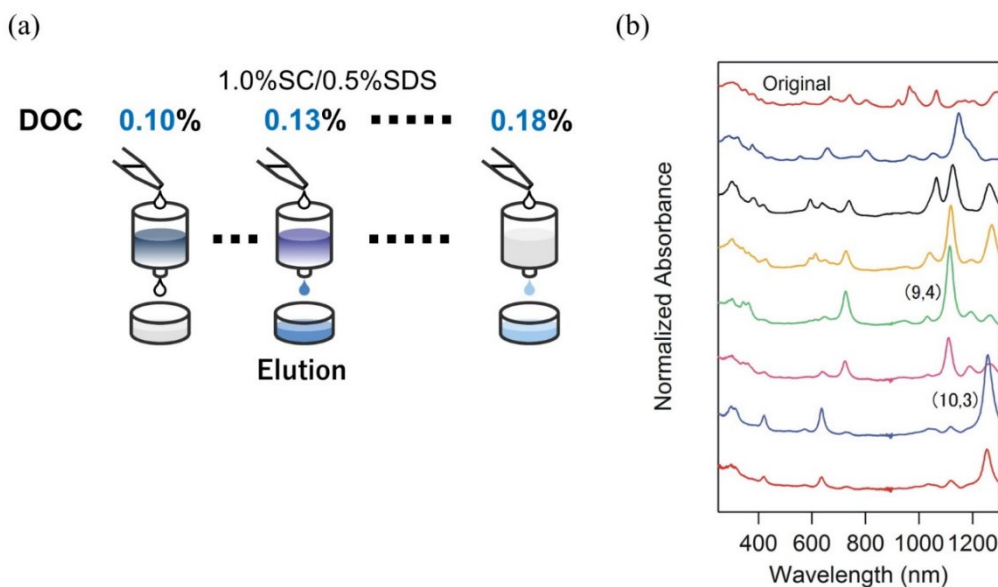 (a)
1.0%SC/0.5%SDS
DOC 0.10% 0.13% 0.18%
Elution
(b)
Normalized Absorbance
Original
(9,4)
(10,3)
400 600 800 1000 1200
Wavelength (nm)